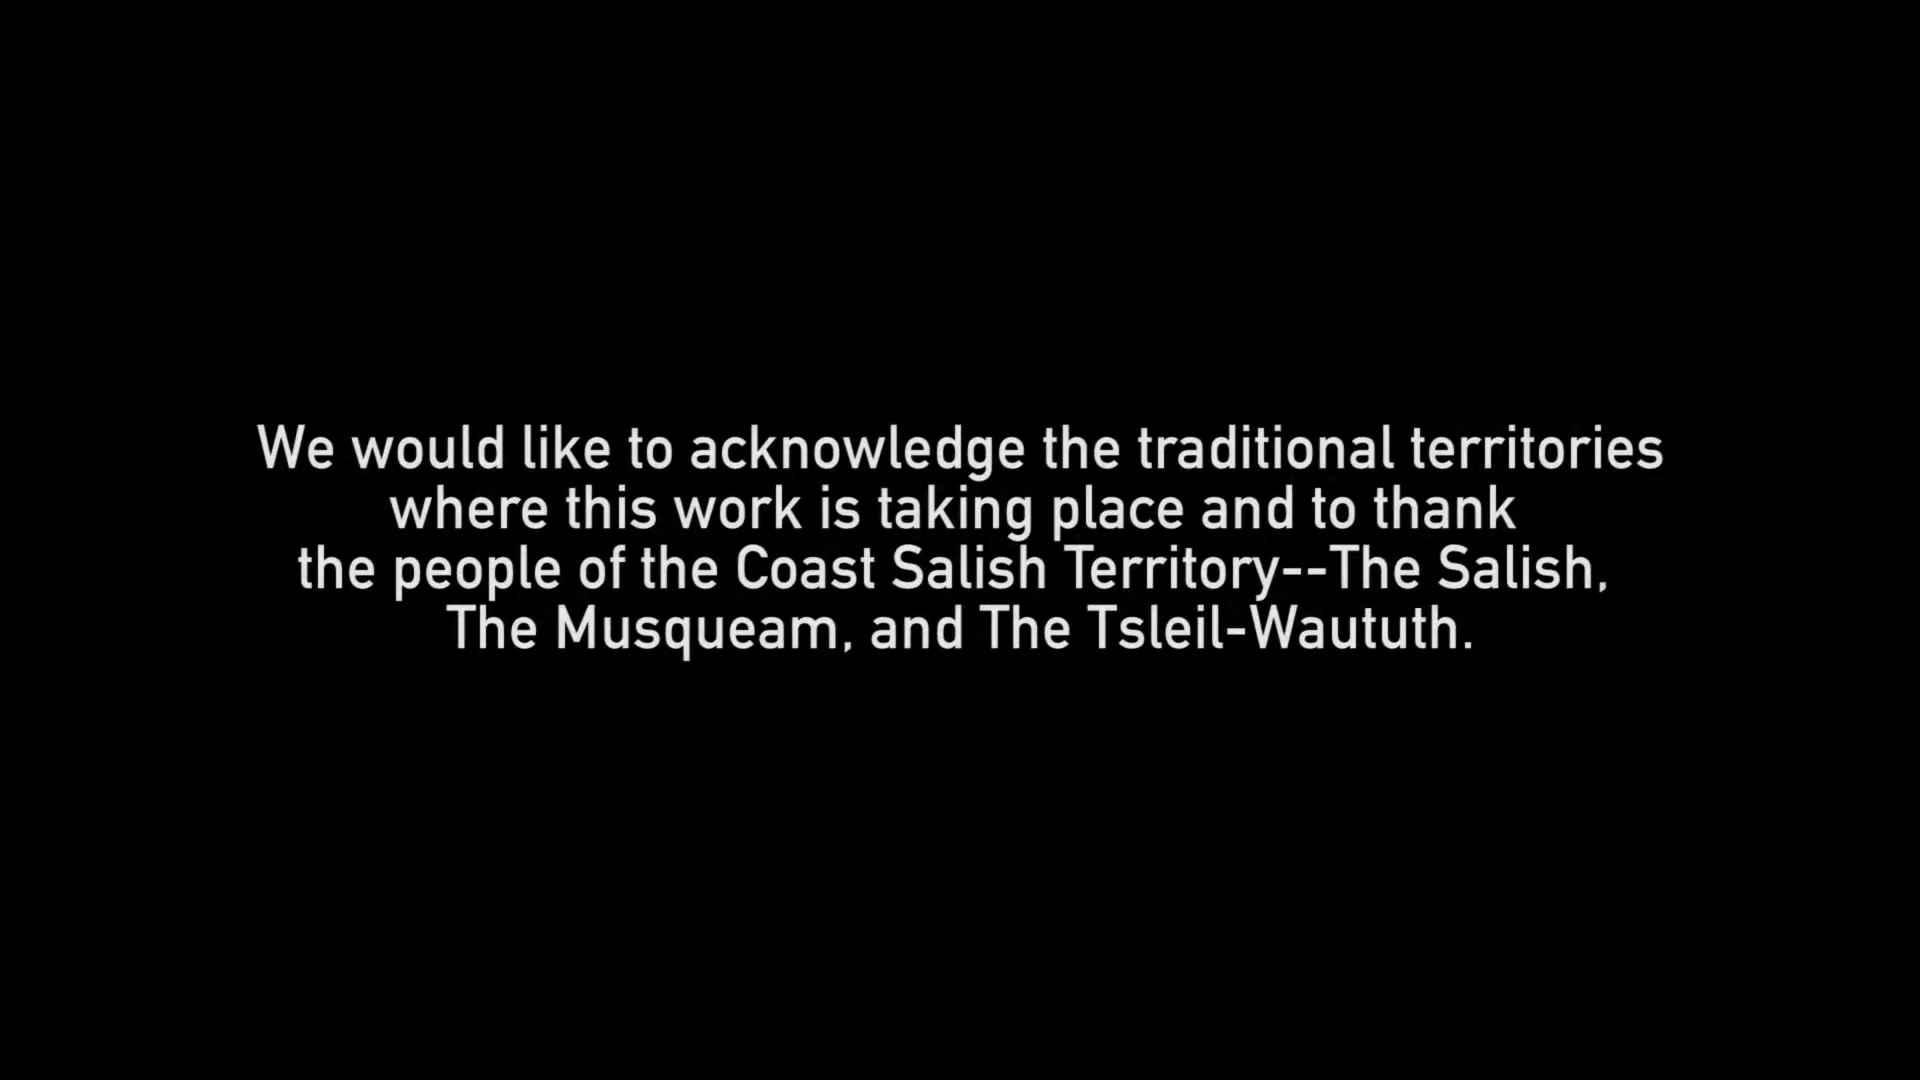 We would like to acknowledge the traditional territories
where this work is taking place and to thank
the people of the Coast Salish Territory--The Salish,
The Musqueam, and The Tsleil-Waututh.